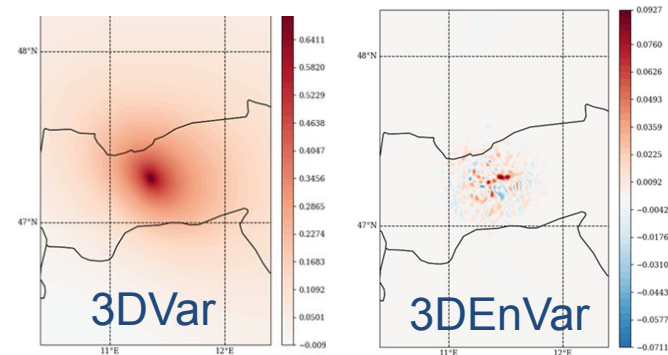 48°N
47°N
11°E
12°E
0.6411
0.5820
0.5229
0.4638
0.4047
0.3456
0.2865
0.2274
0.1683
0.1092
0.0501
−0.009
3DVar
48°N
47°N
11°E
12°E
0.0927
0.0760
0.0626
0.0493
0.0359
0.0225
0.0092
−0.0042
−0.0176
−0.0310
−0.0443
−0.0577
−0.0711
3DEnVar